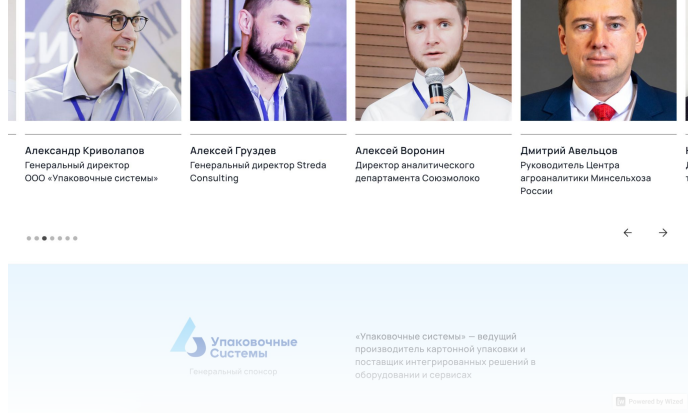 Александр Криволапов
Генеральный директор
ООО «Упаковочные системы»
Алексей Груздев
Генеральный директор Streda
Consulting
Алексей Воронин
Директор аналитического
департамента Союзмолоко
Дмитрий Авельцов
Руководитель Центра
агроаналитики Минсельхоза
России
Упаковочные
Системы
Генеральный спонсор
«Упаковочные системы» — ведущий
производитель картонной упаковки и
поставщик интегрированных решений в
оборудовании и сервисах
Powered by Wized